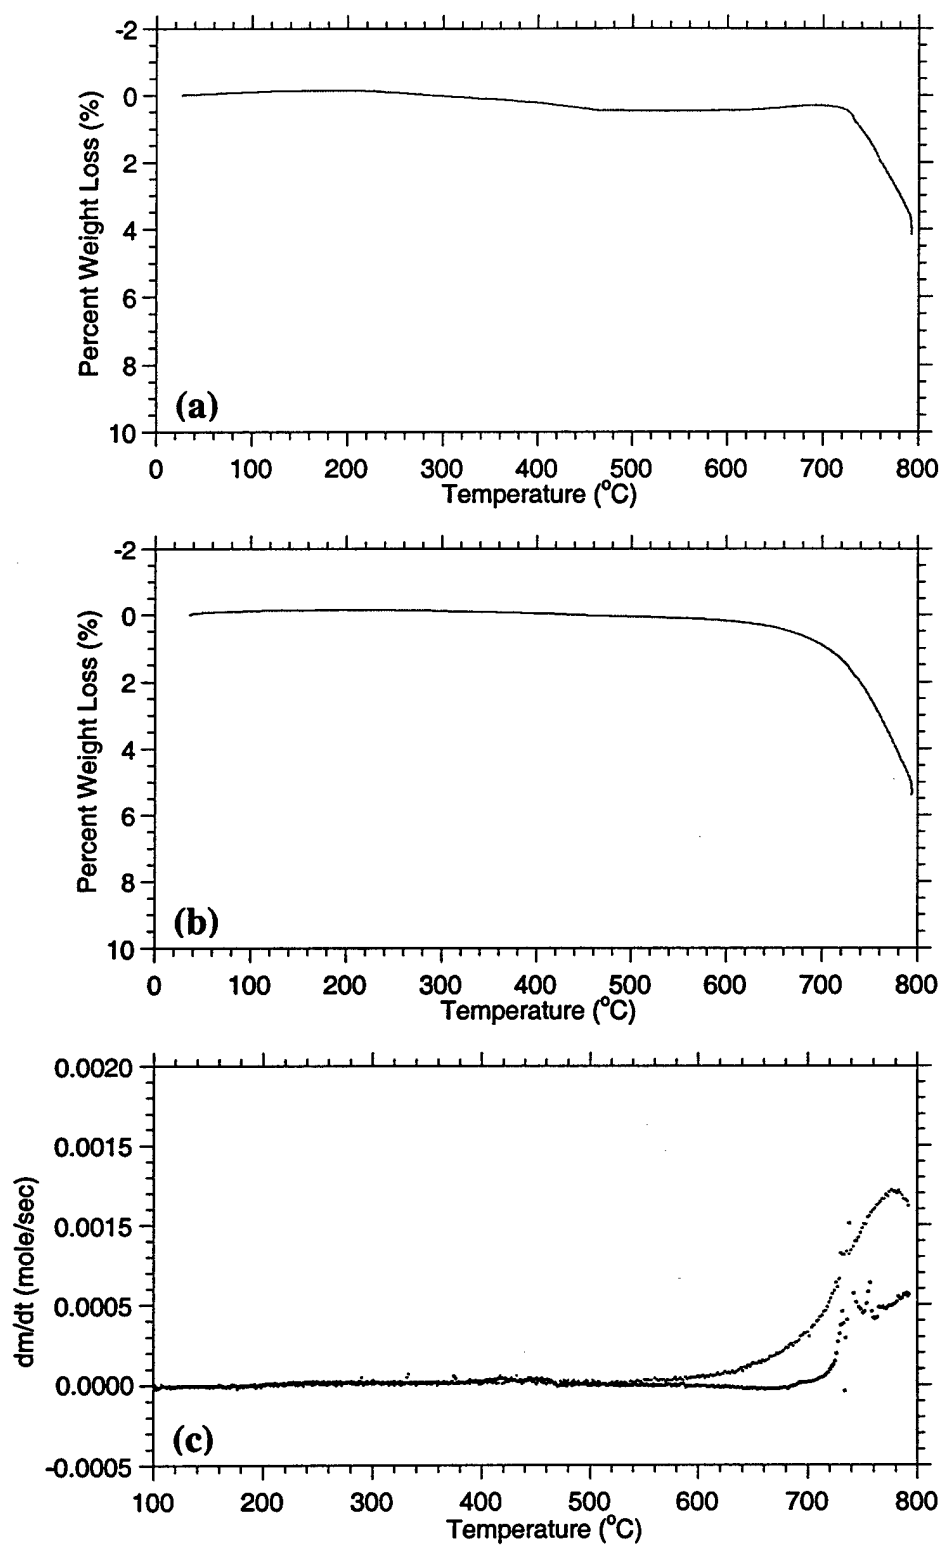 -2
0
2
4
6
8
10
Percent Weight Loss (%)
(a)
0 100 200 300 400 500 600 700 800
Temperature (°C)
-2
0
2
4
6
8
10
Percent Weight Loss (%)
(b)
0 100 200 300 400 500 600 700 800
Temperature (°C)
0.0020
0.0015
0.0015
0.0005
0.0000
-0.0005
dm/dt (mole/sec)
(c)
100 200 300 400 500 600 700 800
Temperature (°C)